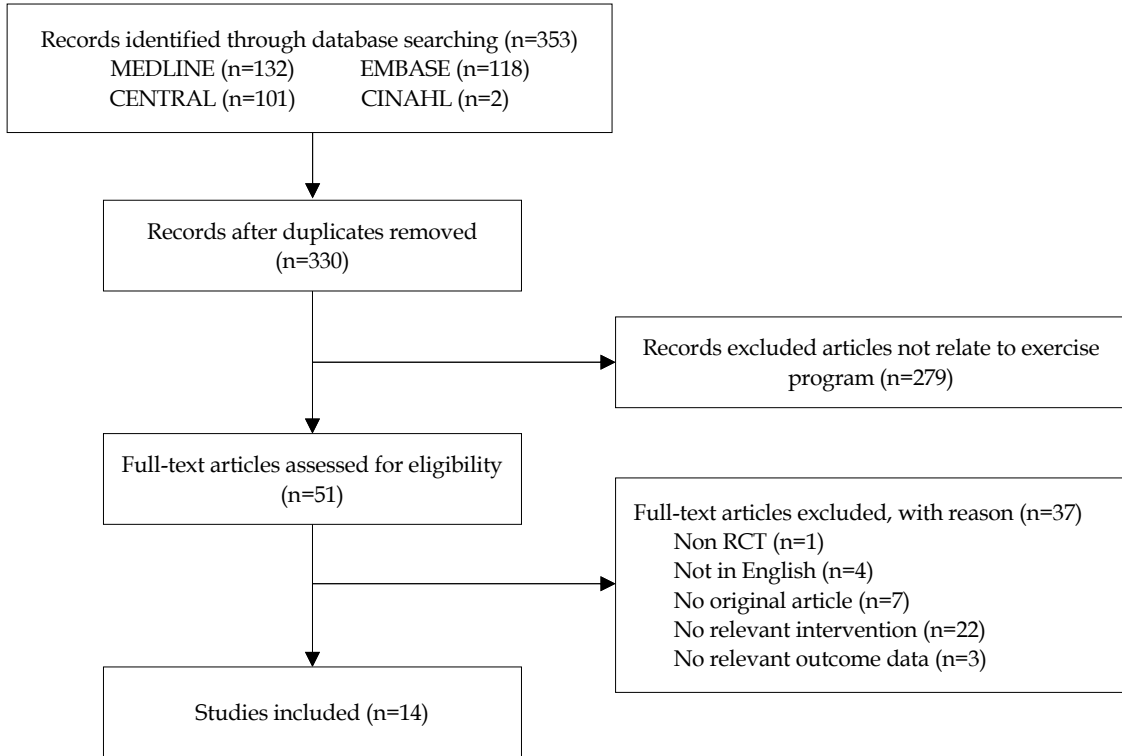 Records identified through database searching (n=353)
MEDLINE (n=132) EMBASE (n=118)
CENTRAL (n=101) CINAHL (n=2)
Records after duplicates removed
(n=330)
Records excluded articles not relate to exercise
program (n=279)
Full-text articles assessed for eligibility
(n=51)
Full-text articles excluded, with reason (n=37)
Non RCT (n=1)
Not in English (n=4)
No original article (n=7)
No relevant intervention (n=22)
No relevant outcome data (n=3)
Studies included (n=14)